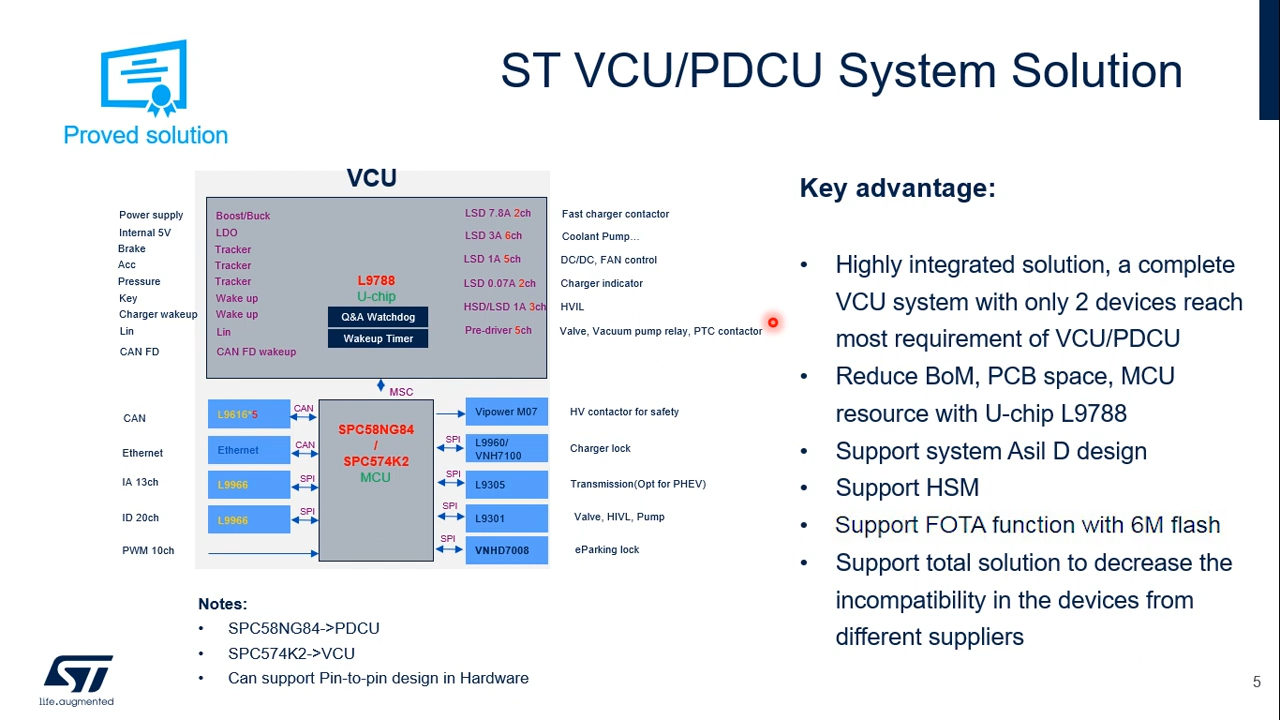 ST VCU/PDCU System Solution
Proved solution
VCU
Power supply
Internal 5V
Brake
Acc
Pressure
Key
Charger wakeup
Lin
CAN FD
Boost/Buck
LDO
Tracker
Tracker
Tracker
Wake up
Wake up
Lin
CAN FD wakeup
L9788
U-chip
Q&A Watchdog
Wakeup Timer
LSD 7.8A 2ch
LSD 3A 6ch
LSD 1A 5ch
LSD 0.07A 2ch
HSD/LSD 1A 3ch
Pre-driver 5ch
Fast charger contactor
Coolant Pump…
DC/DC, FAN control
Charger indicator
HVIL
Valve, Vacuum pump relay, PTC contactor
MSC
CAN
Ethernet
IA 13ch
ID 20ch
PWM 10ch
L9616*5
Ethernet
L9966
L9966
CAN
CAN
SPI
SPI
SPC58NG84
/
SPC574K2
MCU
SPI
SPI
SPI
SPI
Vipower M07
L9960/
VNH7100
L9305
L9301
VNHD7008
HV contactor for safety
Charger lock
Transmission(Opt for PHEV)
Valve, HIVL, Pump
eParking lock
Notes:
• SPC58NG84->PDCU
• SPC574K2->VCU
• Can support Pin-to-pin design in Hardware
Key advantage:
• Highly integrated solution, a complete
VCU system with only 2 devices reach
most requirement of VCU/PDCU
• Reduce BoM, PCB space, MCU
resource with U-chip L9788
• Support system Asil D design
• Support HSM
• Support FOTA function with 6M flash
• Support total solution to decrease the
incompatibility in the devices from
different suppliers
ST
life.augmented
5